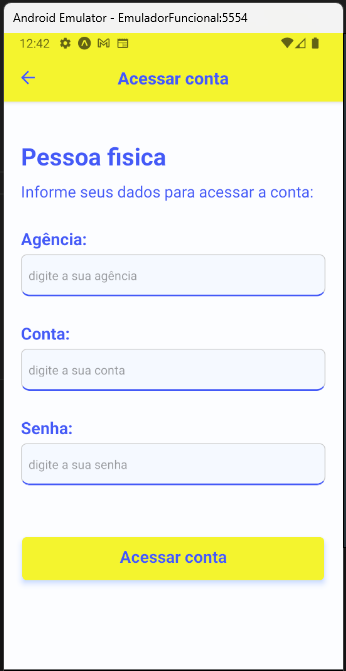 Android Emulator - EmuladorFuncional:5554
12:42
Acessar conta
Pessoa fisica
Informe seus dados para acessar a conta:
Agência:
digite a sua agência
Conta:
digite a sua conta
Senha:
digite a sua senha
Acessar conta